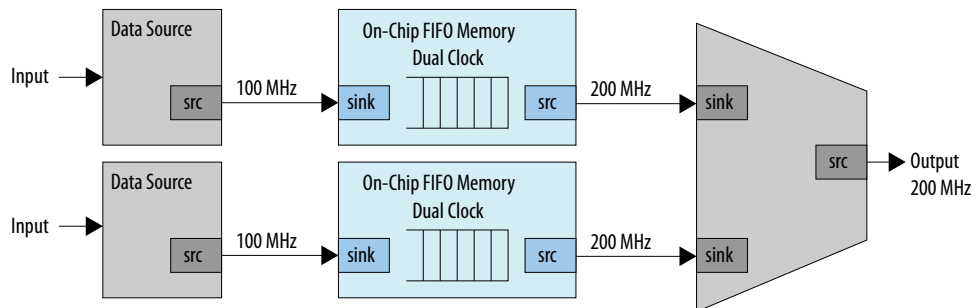 Data Source
Input
src
100 MHz
On-Chip FIFO Memory
Dual Clock
sink
src
200 MHz
sink
Data Source
Input
src
100 MHz
On-Chip FIFO Memory
Dual Clock
sink
src
200 MHz
sink
src
Output
200 MHz